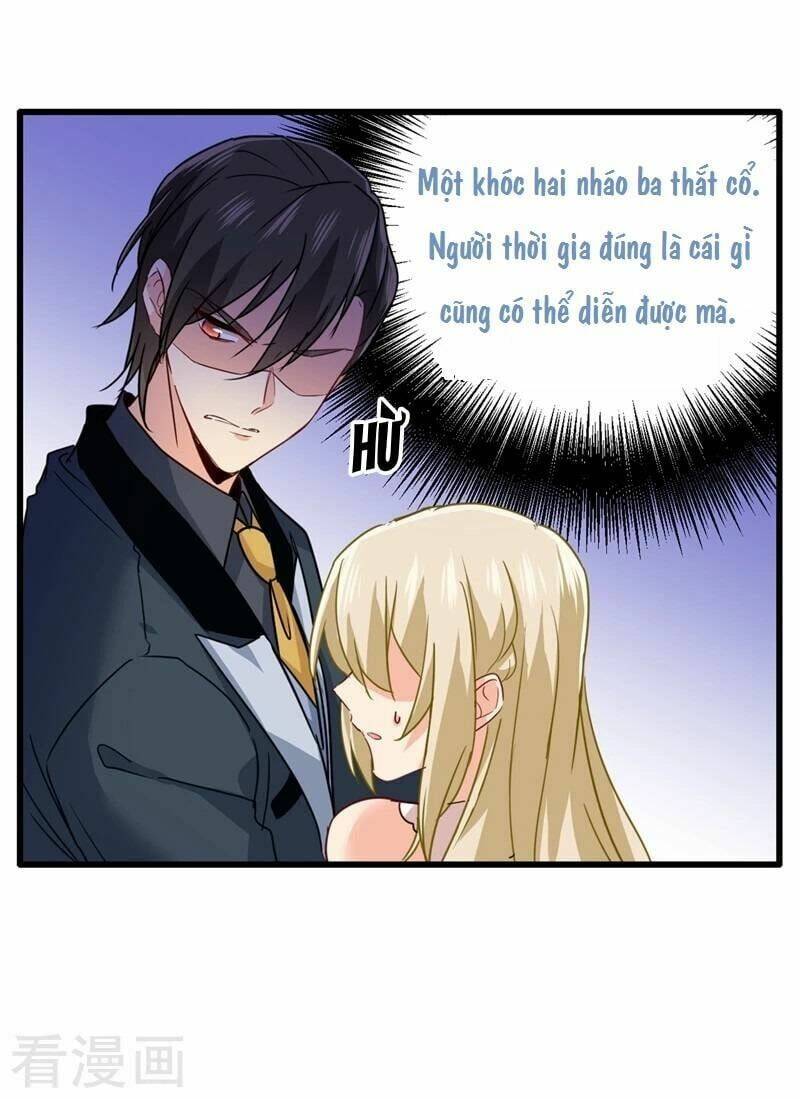 Một khóc hai nháo ba thắt cổ.
Người thời gia đúng là cái gì
cũng có thể diễn được mà.
HỪ
看漫画